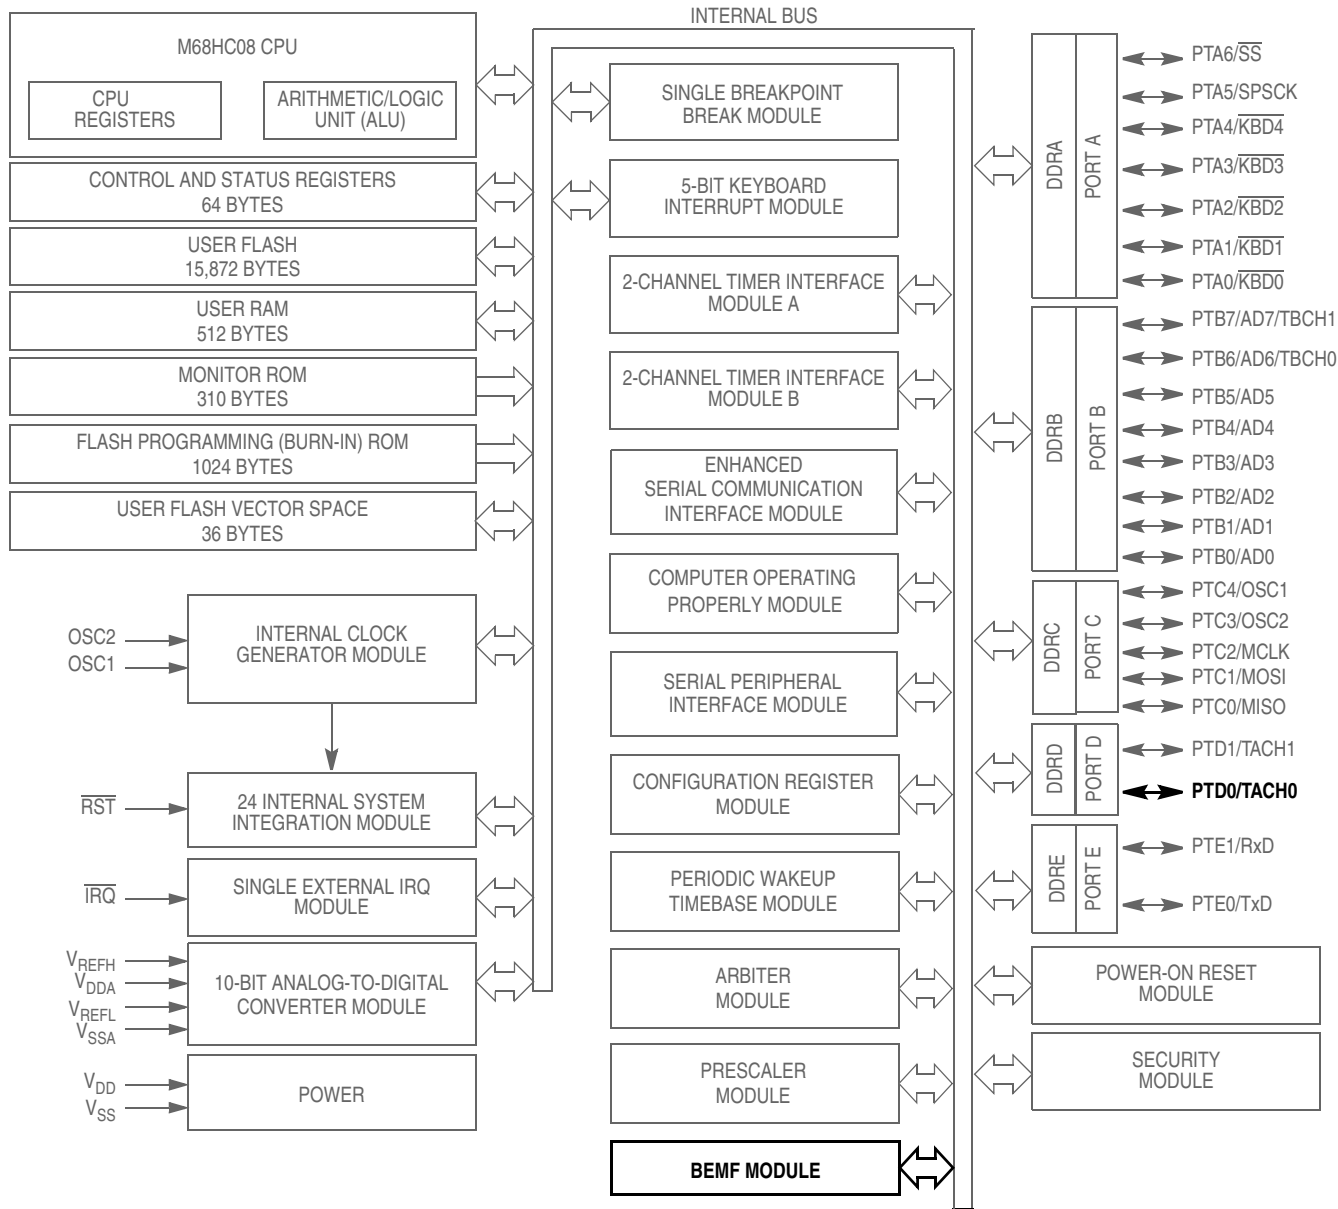 INTERNAL BUS
M68HC08 CPU
CPU
REGISTERS
ARITHMETIC/LOGIC
UNIT (ALU)
CONTROL AND STATUS REGISTERS
64 BYTES
USER FLASH
15,872 BYTES
USER RAM
512 BYTES
MONITOR ROM
310 BYTES
FLASH PROGRAMMING (BURN-IN) ROM
1024 BYTES
USER FLASH VECTOR SPACE
36 BYTES
OSC2
OSC1
INTERNAL CLOCK
GENERATOR MODULE
RST
24 INTERNAL SYSTEM
INTEGRATION MODULE
IRQ
SINGLE EXTERNAL IRQ
MODULE
VREFH
VDDA
VREFL
VSSA
10-BIT ANALOG-TO-DIGITAL
CONVERTER MODULE
VDD
VSS
POWER
SINGLE BREAKPOINT
BREAK MODULE
5-BIT KEYBOARD
INTERRUPT MODULE
2-CHANNEL TIMER INTERFACE
MODULE A
2-CHANNEL TIMER INTERFACE
MODULE B
ENHANCED
SERIAL COMMUNICATION
INTERFACE MODULE
COMPUTER OPERATING
PROPERLY MODULE
SERIAL PERIPHERAL
INTERFACE MODULE
CONFIGURATION REGISTER
MODULE
PERIODIC WAKEUP
TIMEBASE MODULE
ARBITER
MODULE
PRESCALER
MODULE
BEMF MODULE
DDRA
PORT A
PTA6/SS
PTA5/SPSCK
PTA4/KBD4
PTA3/KBD3
PTA2/KBD2
PTA1/KBD1
PTA0/KBD0
DDRB
PORT B
PTB7/AD7/TBCH1
PTB6/AD6/TBCH0
PTB5/AD5
PTB4/AD4
PTB3/AD3
PTB2/AD2
PTB1/AD1
PTB0/AD0
DDRC
PORT C
PTC4/OSC1
PTC3/OSC2
PTC2/MCLK
PTC1/MOSI
PTC0/MISO
DDRD
PORT D
PTD1/TACH1
PTD0/TACH0
DDRE
PORT E
PTE1/RxD
PTE0/TxD
POWER-ON RESET
MODULE
SECURITY
MODULE